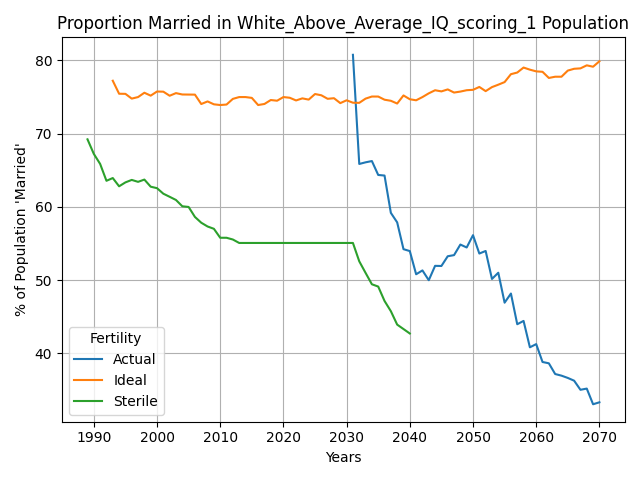 Proportion Married in White_Above_Average_IQ_scoring_1 Population
% of Population 'Married'
80
70
60
50
40
Fertility
Actual
Ideal
Sterile
1990 2000 2010 2020 2030 2040 2050 2060 2070
Years